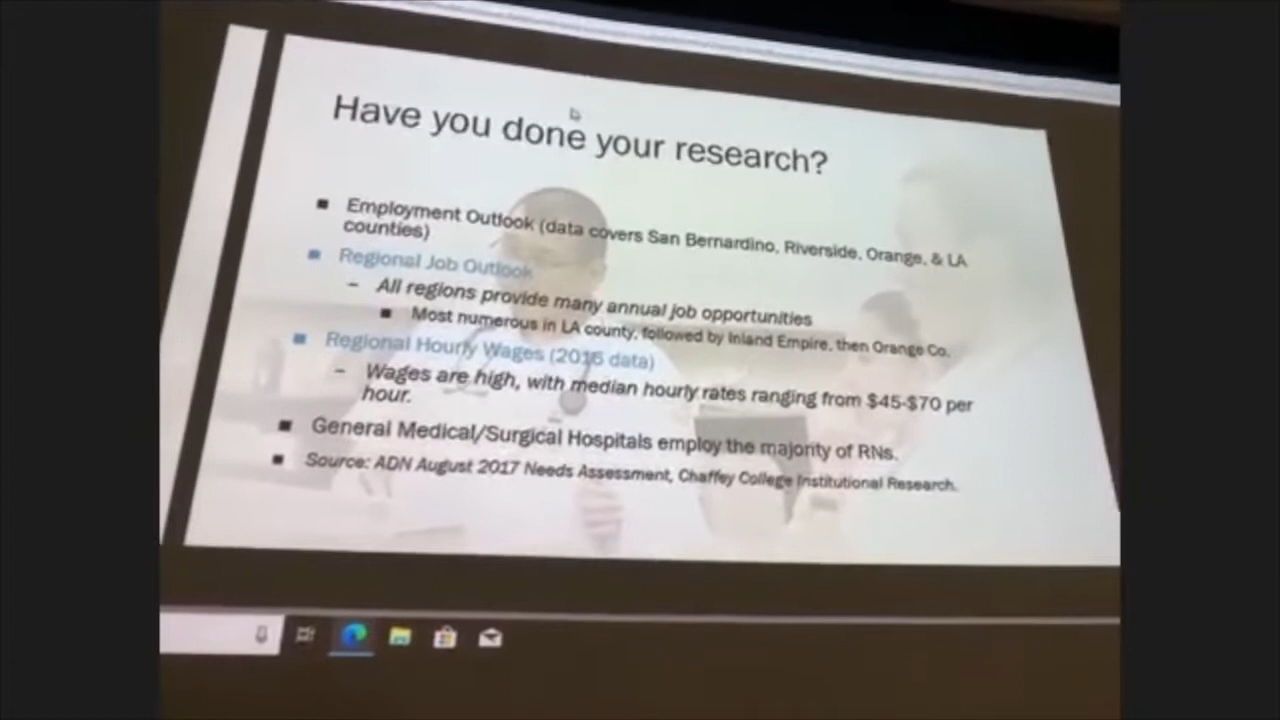 Have you done your research?
■ Employment Outlook (data covers San Bernardino, Riverside, Orange, & LA
counties)
■ Regional Job Outlook
– All regions provide many annual job opportunities
■ Most numerous in LA county, followed by Inland Empire, then Orange Co.
■ Regional Hourly Wages (2016 data)
– Wages are high, with median hourly rates ranging from $45-$70 per
hour.
■ General Medical/Surgical Hospitals employ the majority of RNs.
■ Source: ADN August 2017 Needs Assessment, Chaffey College Institutional Research.